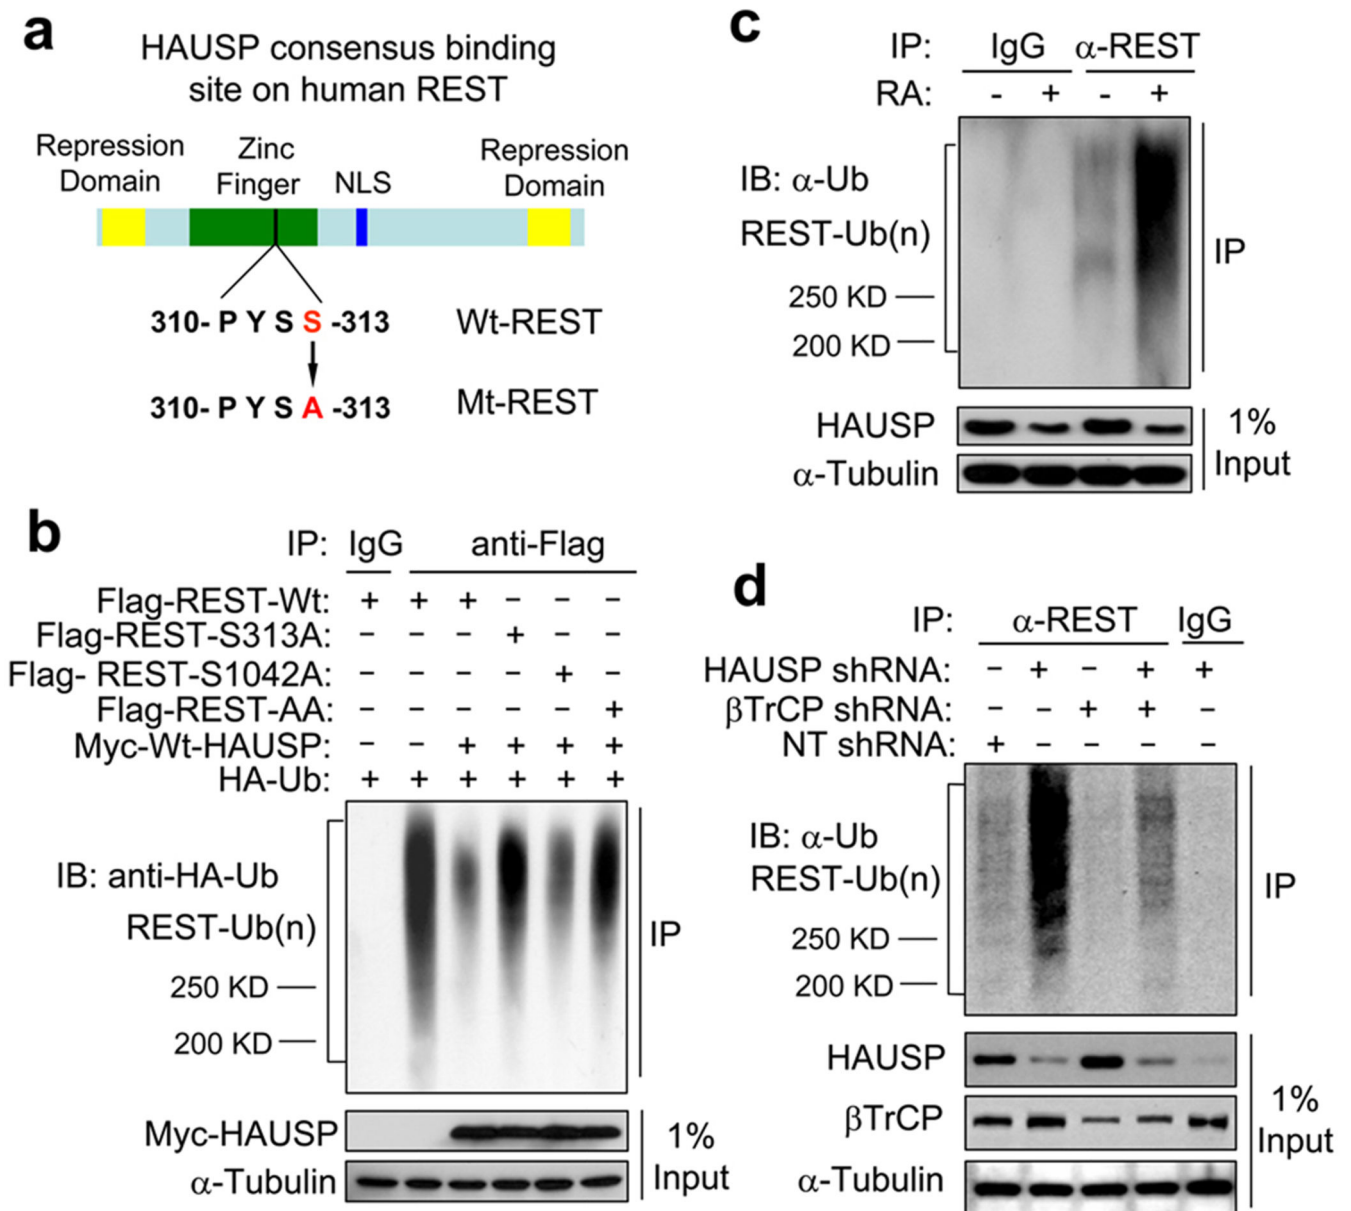 a
HAUSP consensus binding
site on human REST
Repression
Domain
Zinc
Finger
NLS
Repression
Domain
310- P Y S S -313
Wt-REST
310- P Y S A -313
Mt-REST
b
IP: IgG anti-Flag
Flag-REST-Wt: + + + – – –
Flag-REST-S313A: – – – + – –
Flag- REST-S1042A: – – – – + –
Flag-REST-AA: – – – – – +
Myc-Wt-HAUSP: – – + + + +
HA-Ub: + + + + + +
IB: anti-HA-Ub
REST-Ub(n)
250 KD
200 KD
IP
Myc-HAUSP
α-Tubulin
1%
Input
c
IP: IgG α-REST
RA: - + - +
IB: α-Ub
REST-Ub(n)
250 KD
200 KD
IP
HAUSP
α-Tubulin
1%
Input
d
IP: α-REST IgG
HAUSP shRNA: – + – + +
βTrCP shRNA: – – + + –
NT shRNA: + – – – –
IB: α-Ub
REST-Ub(n)
250 KD
200 KD
IP
HAUSP
βTrCP
α-Tubulin
1%
Input